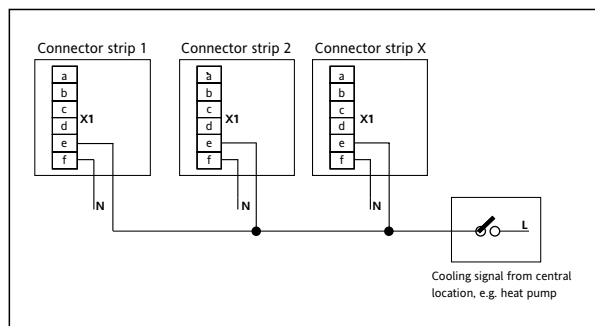 Connector strip 1
Connector strip 2
Connector strip X
a
b
c
d
e
f
X1
N
a
b
c
d
e
f
X1
N
a
b
c
d
e
f
X1
N
L
Cooling signal from central
location, e.g. heat pump